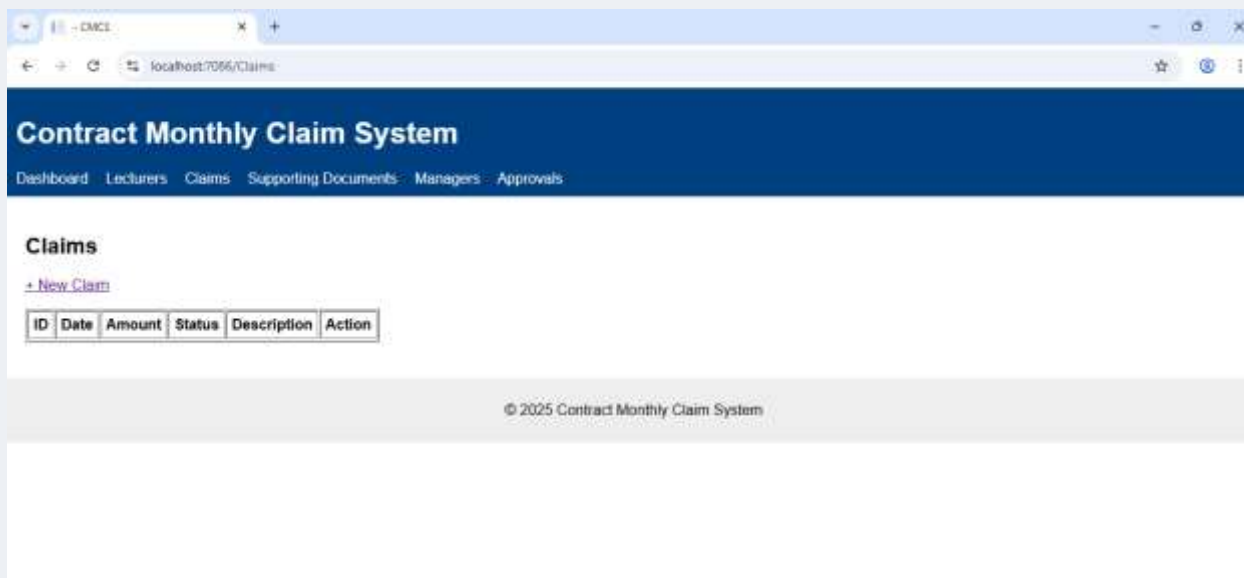 - CMCS
localhost:7066/Claims
Contract Monthly Claim System
Dashboard Lecturers Claims Supporting Documents Managers Approvals
Claims
+ New Claim
ID Date Amount Status Description Action
© 2025 Contract Monthly Claim System